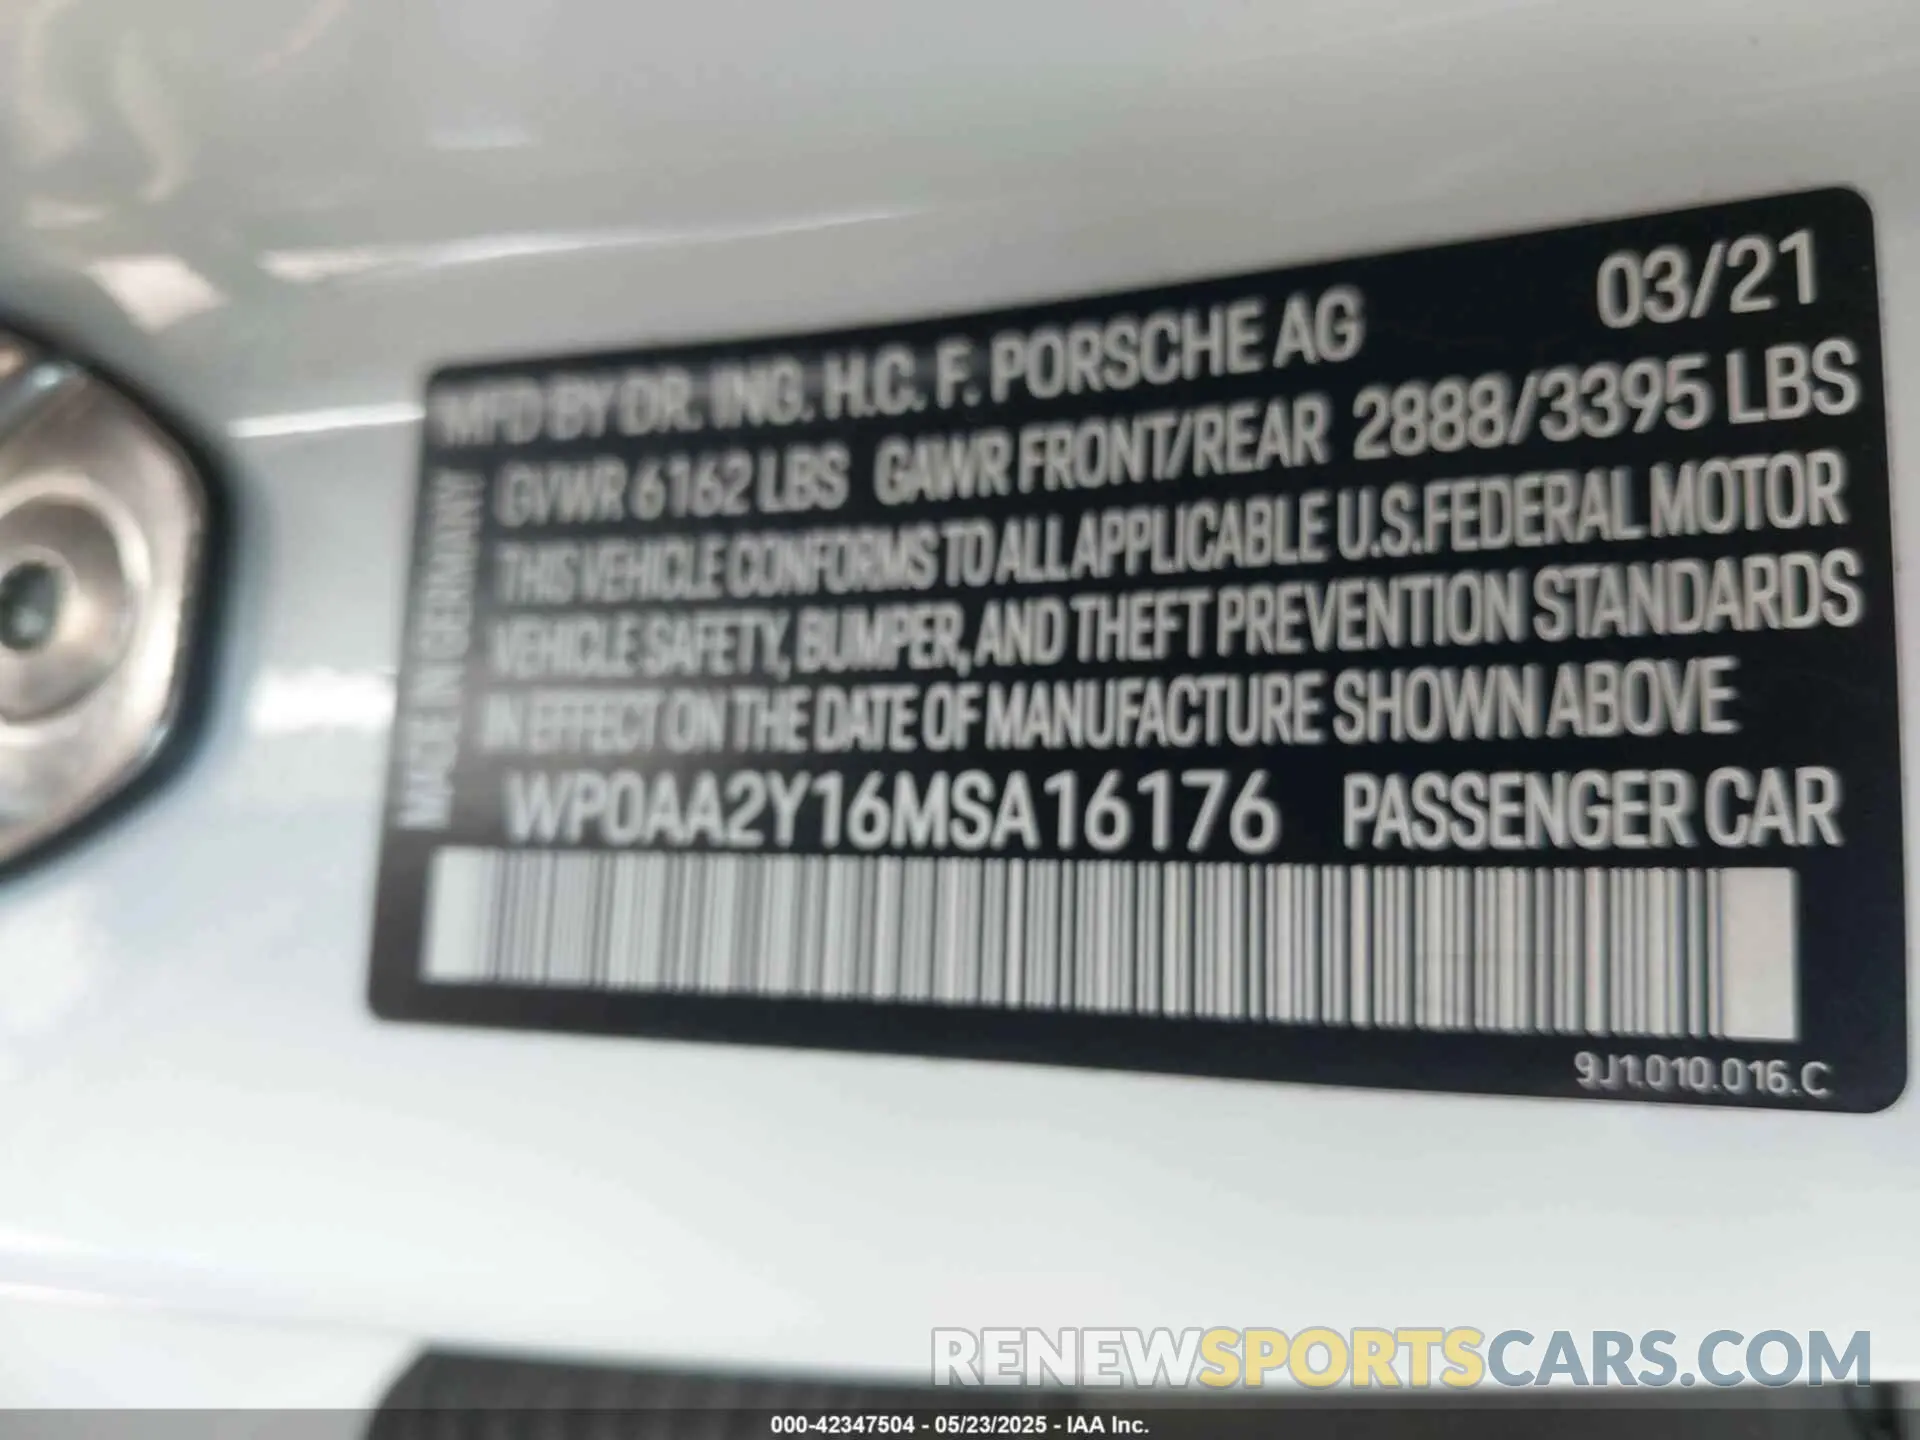 MFD BY DR. ING. H.C. F. PORSCHE AG 03/21
GVWR 6162 LBS GAWR FRONT/REAR 2888/3395 LBS
THIS VEHICLE CONFORMS TO ALL APPLICABLE U.S.FEDERAL MOTOR
VEHICLE SAFETY, BUMPER, AND THEFT PREVENTION STANDARDS
IN EFFECT ON THE DATE OF MANUFACTURE SHOWN ABOVE
WP0AA2Y16MSA16176 PASSENGER CAR
MADE IN GERMANY
9J1.010.016.C
RENEWSPORTSCARS.COM
000-42347504 - 05/23/2025 - IAA Inc.